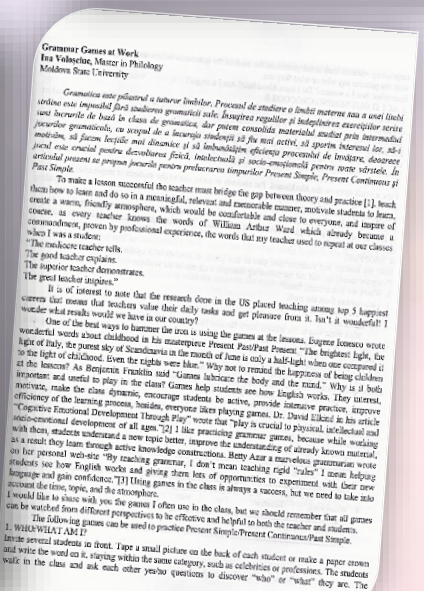 Grammar Games at Work
Ina Voloșciuc, Master in Philology
Moldova State University
Gramatica este păstrul a tuturor limbilor. Procesul de studiere a limbii materne sau a unei limbi
străine este imposibil fără studierea gramaticii sale. Însușirea regulilor și îndeplinirea exercițiilor scrise
sunt lucrurile de bază în clasa de gramatică, dar putem consolida materialul studiat prin intermediul
jocurilor gramaticale, cu scopul de a încuraja studenții să fie mai activi, să sporim interesul lor, să-i
motivăm, să facem lecțiile mai dinamice și să îmbunătățim eficiența procesului de învățare, deoarece
jocul este crucial pentru dezvoltarea fizică, intelectuală și socio-emoțională pentru toate vârstele. În
articolul prezent se propun jocurile pentru prelucrarea timpurilor Present Simple, Present Continuous și
Past Simple.
To make a lesson successful the teacher must bridge the gap between theory and practice [1], teach
them how to learn and do so in a meaningful, relevant and memorable manner, motivate students to learn,
create a warm, friendly atmosphere, which would be comfortable and close to everyone, and inspire of
course, as every teacher knows the words of William Arthur Ward which already became a
commandment, proven by professional experience, the words that my teacher used to repeat at our classes
when I was a student:
“The mediocre teacher tells.
The good teacher explains.
The superior teacher demonstrates.
The great teacher inspires.”
It is of interest to note that the research done in the US placed teaching among top 5 happiest
careers that means that teachers value their daily tasks and get pleasure from it. Isn’t it wonderful! I
wonder what results would we have in our country?
One of the best ways to hammer the iron is using the games at the lessons. Eugene Ionesco wrote
wonderful words about childhood in his masterpiece Present Past/Past Present “The brightest light, the
light of Italy, the purest sky of Scandinavia in the month of June is only a half-light when one compared it
to the light of childhood. Even the nights were blue.” Why not to remind the happiness of being children
at the lessons? As Benjamin Franklin said “Games lubricate the body and the mind.” Why is it both
important and useful to play in the class? Games help students see how English works. They interest,
motivate, make the class dynamic, encourage students be active, provide intensive practice, improve
efficiency of the learning process, besides, everyone likes playing games. Dr. David Elkind in his article
“Cognitive Emotional Development Through Play” wrote that “play is crucial to physical, intellectual and
socio-emotional development of all ages.”[2] I like practicing grammar games, because while working
with them, students understand a new topic better, improve the understanding of already known material,
as a result they learn through active knowledge constructions. Betty Azar a marvelous grammarian wrote
on her personal web-site “By teaching grammar, I don’t mean teaching rigid “rules” I mean helping
students see how English works and giving them lots of opportunities to experiment with their new
language and gain confidence.”[3] Using games in the class is always a success, but we need to take into
account the time, topic, and the atmosphere.
I would like to share with you the games I often use in the class, but we should remember that all games
can be watched from different perspectives to be effective and helpful to both the teacher and students.
The following games can be used to practice Present Simple/Present Continuous/Past Simple.
1. WHO/WHAT AM I?
Invite several students in front. Tape a small picture on the back of each student or make a paper crown
and write the word on it, staying within the same category, such as celebrities or professions. The students
walk in the class and ask each other yes/no questions to discover “who” or “what” they are. The